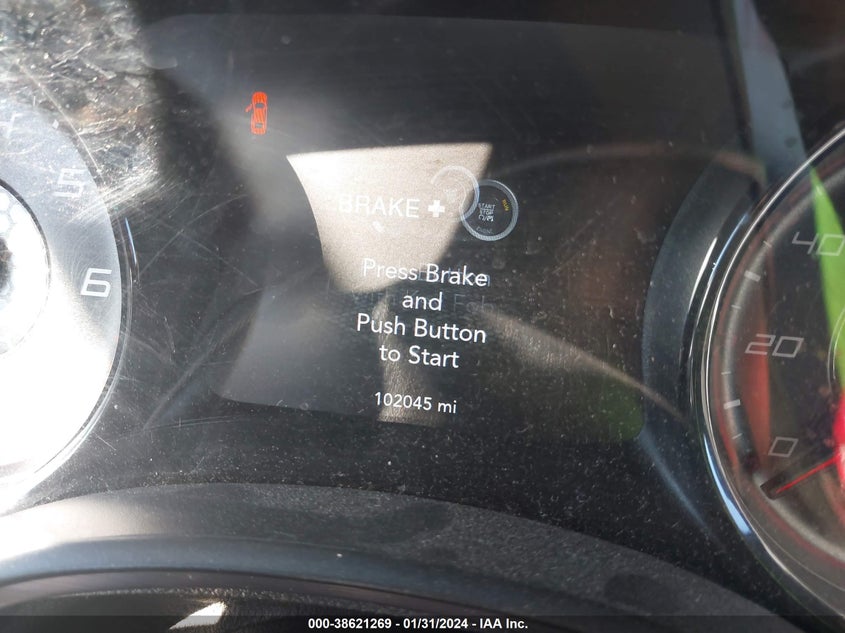 5
6
BRAKE +
START
STOP
Press Brake
and
Push Button
to Start
102045 mi
40
20
0
000-38621269 - 01/31/2024 - IAA Inc.